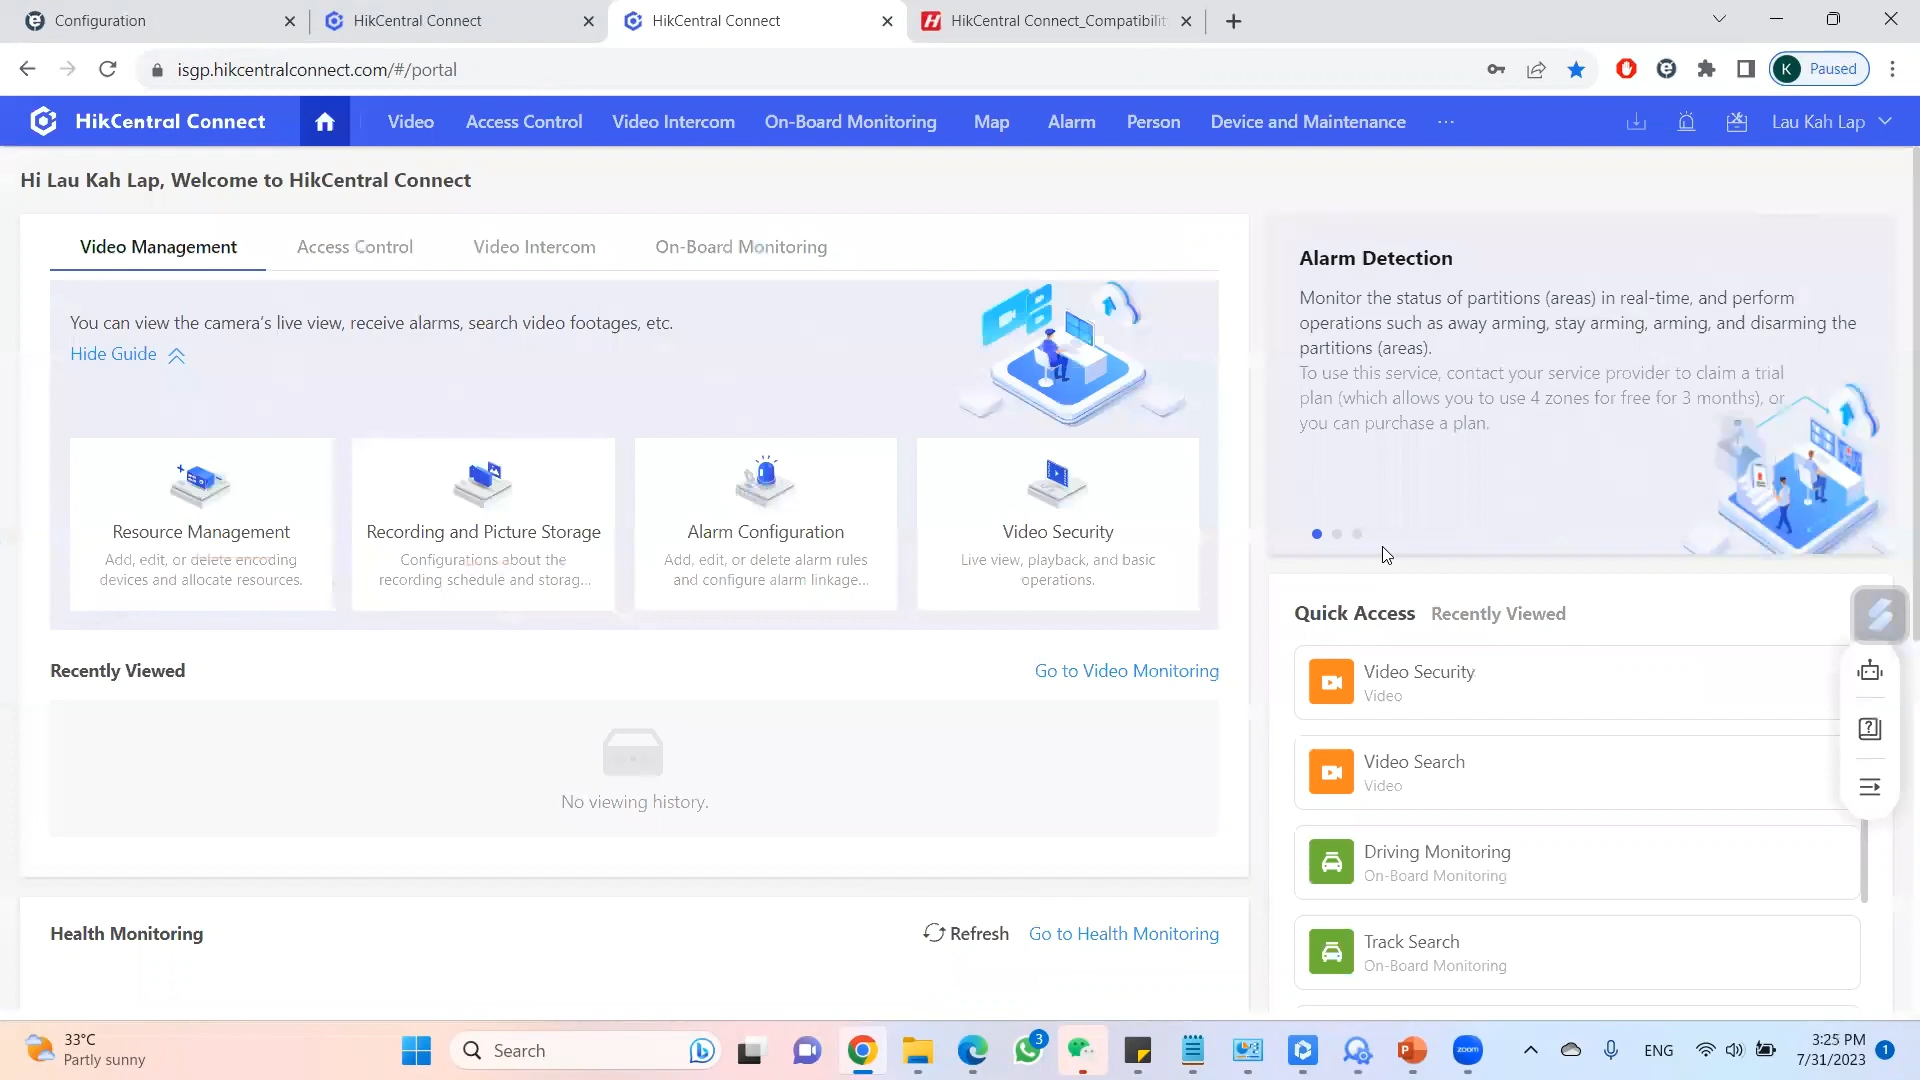 Configuration
HikCentral Connect
HikCentral Connect
HikCentral Connect_Compatibilit
isgp.hikcentralconnect.com/#/portal
K Paused
HikCentral Connect
Video
Access Control
Video Intercom
On-Board Monitoring
Map
Alarm
Person
Device and Maintenance
...
Lau Kah Lap
Hi Lau Kah Lap, Welcome to HikCentral Connect
Video Management
Access Control
Video Intercom
On-Board Monitoring
You can view the camera's live view, receive alarms, search video footages, etc.
Hide Guide
Resource Management
Add, edit, or delete encoding
devices and allocate resources.
Recording and Picture Storage
Configurations about the
recording schedule and storag...
Alarm Configuration
Add, edit, or delete alarm rules
and configure alarm linkage...
Video Security
Live view, playback, and basic
operations.
Recently Viewed
Go to Video Monitoring
No viewing history.
Health Monitoring
Refresh
Go to Health Monitoring
Alarm Detection
Monitor the status of partitions (areas) in real-time, and perform
operations such as away arming, stay arming, arming, and disarming the
partitions (areas).
To use this service, contact your service provider to claim a trial
plan (which allows you to use 4 zones for free for 3 months), or
you can purchase a plan.
Quick Access
Recently Viewed
Video Security
Video
Video Search
Video
Driving Monitoring
On-Board Monitoring
Track Search
On-Board Monitoring
33°C
Partly sunny
Search
3
zoom
ENG
3:25 PM
7/31/2023
1